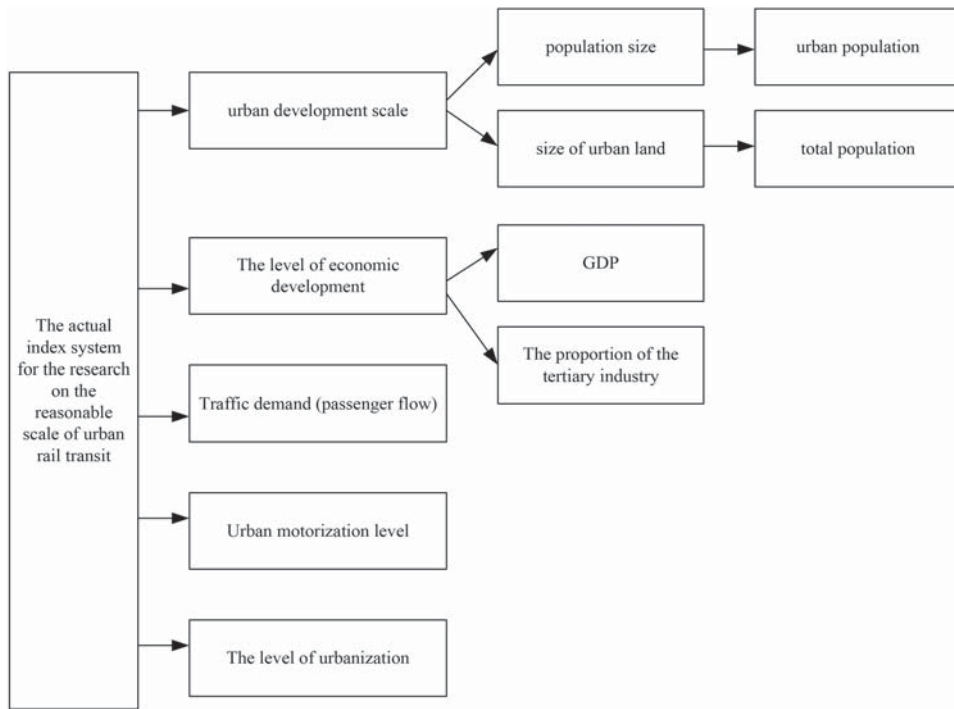 The actual
index system
for the research
on the
reasonable
scale of urban
rail transit
urban development scale
population size
urban population
size of urban land
total population
The level of economic
development
GDP
The proportion of the
tertiary industry
Traffic demand (passenger flow)
Urban motorization level
The level of urbanization